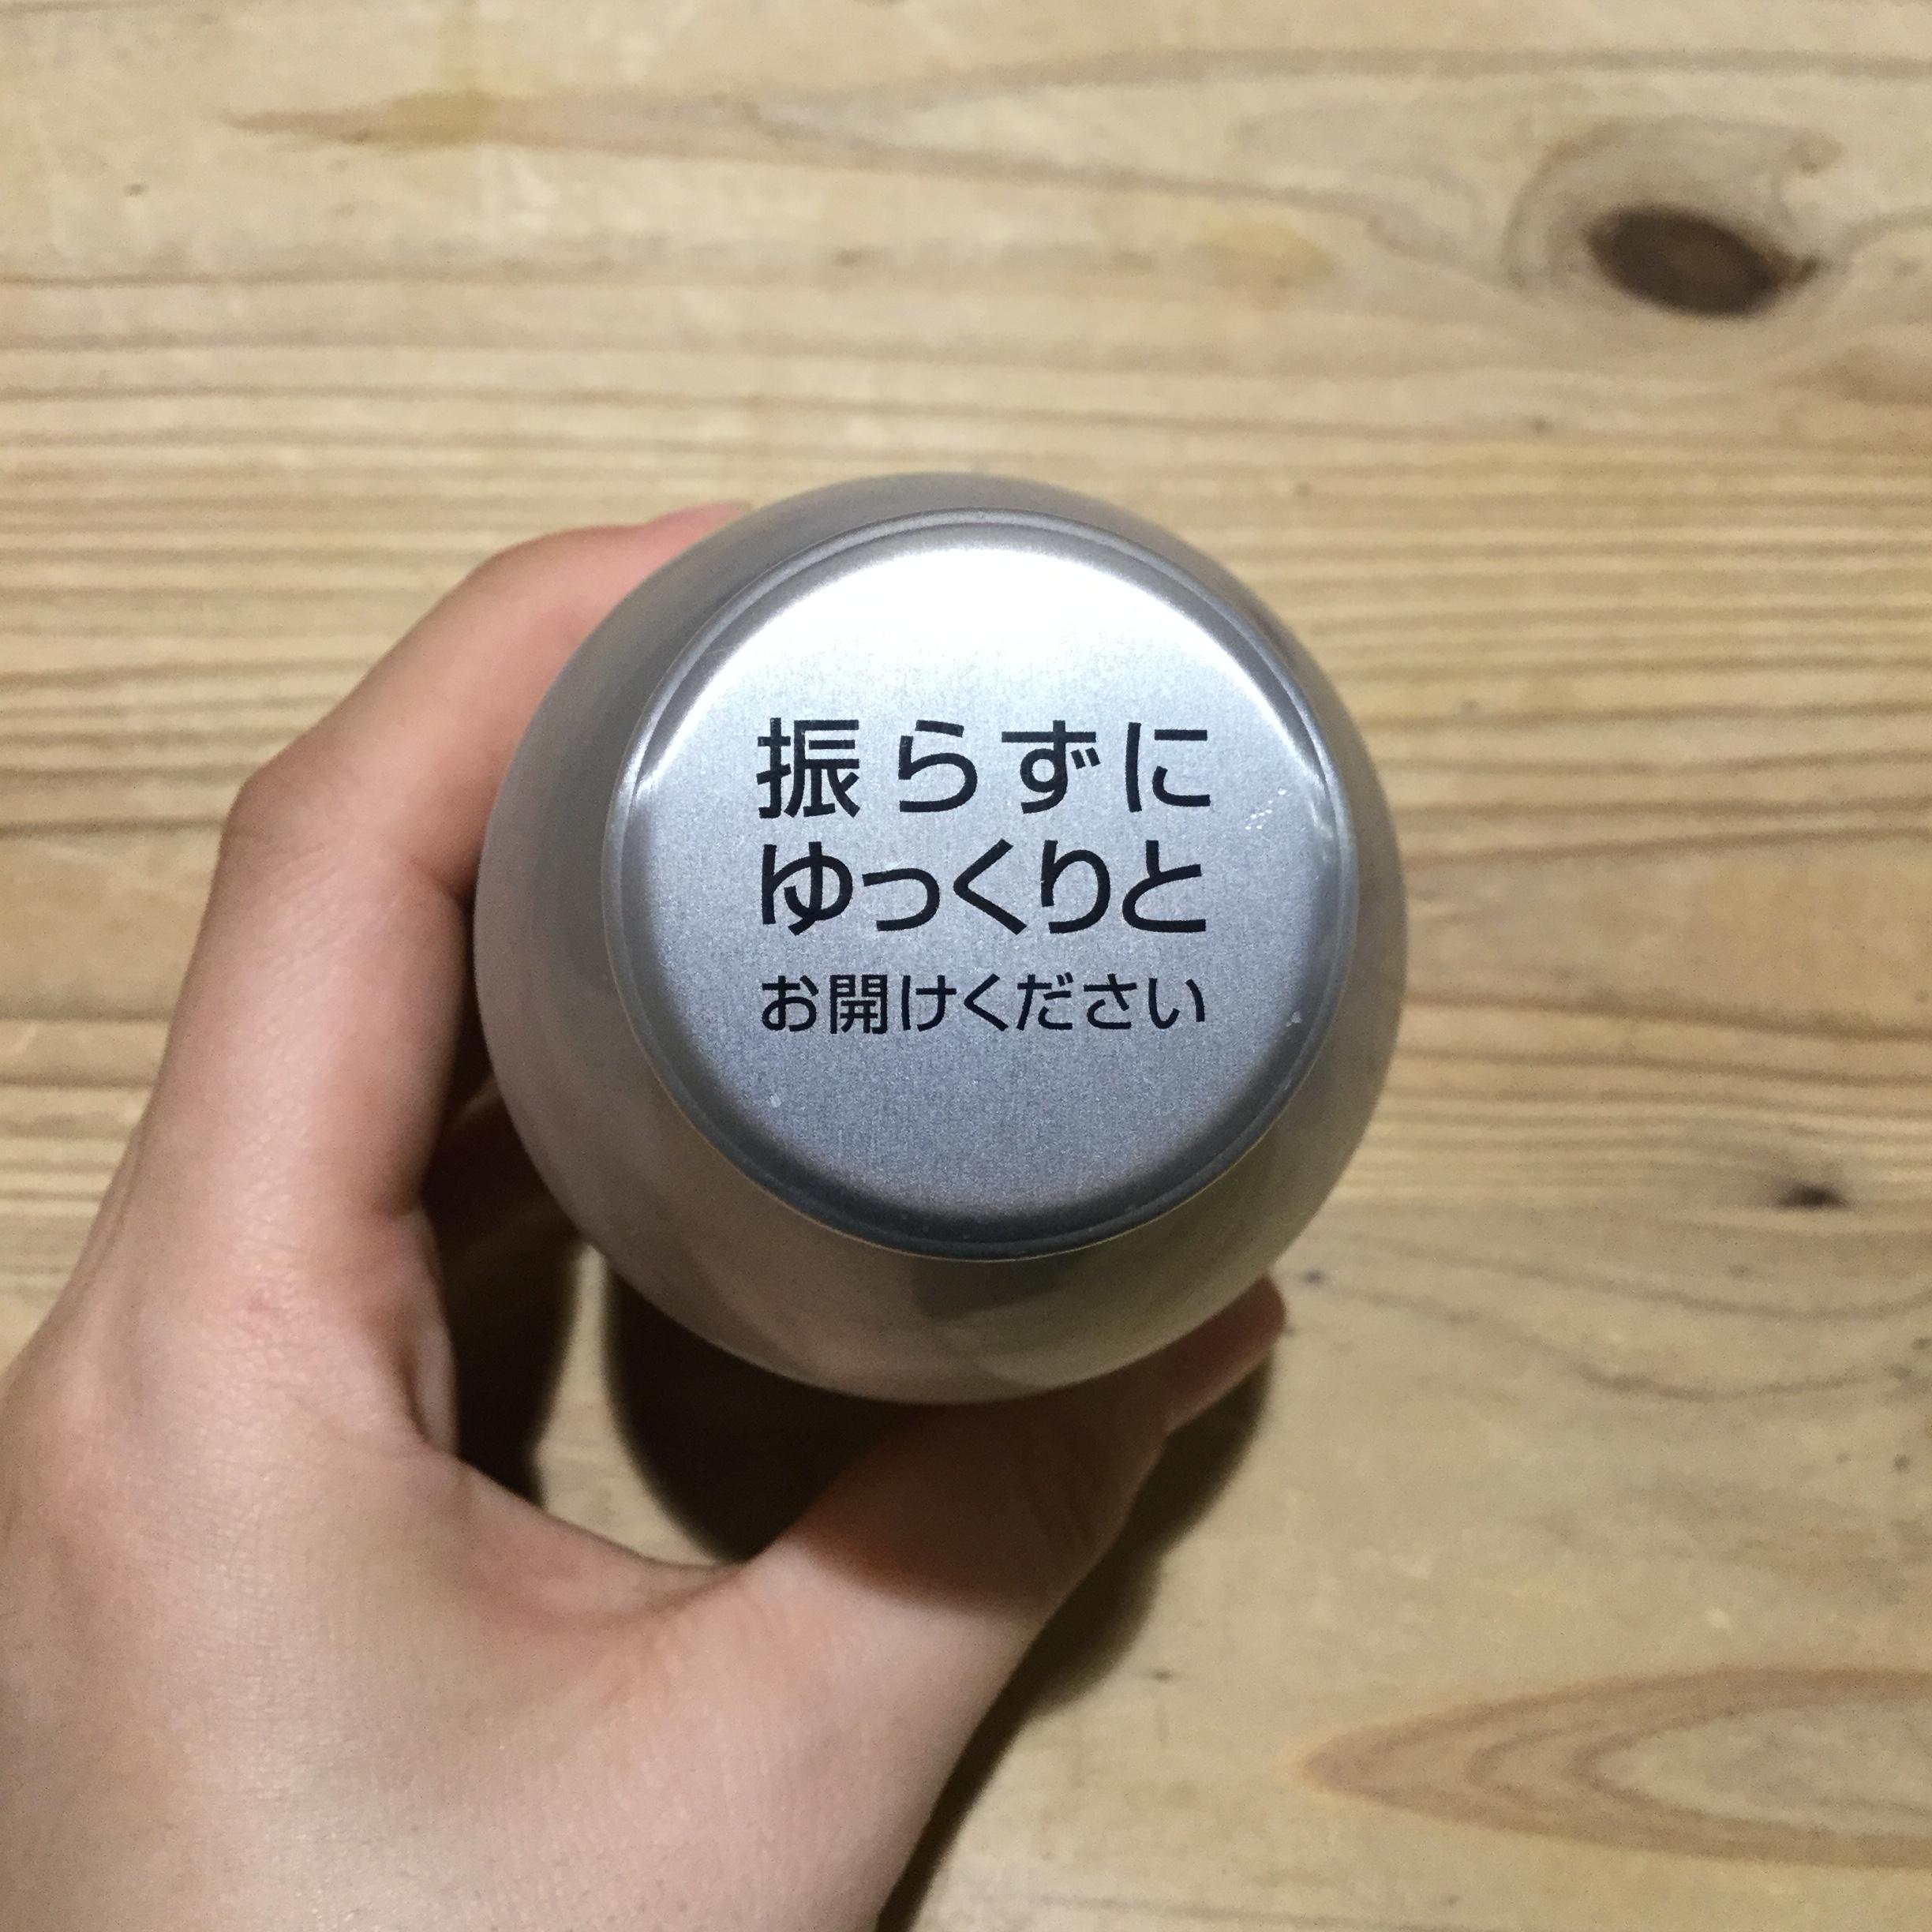 振らずに
ゆっくりと
お開けください